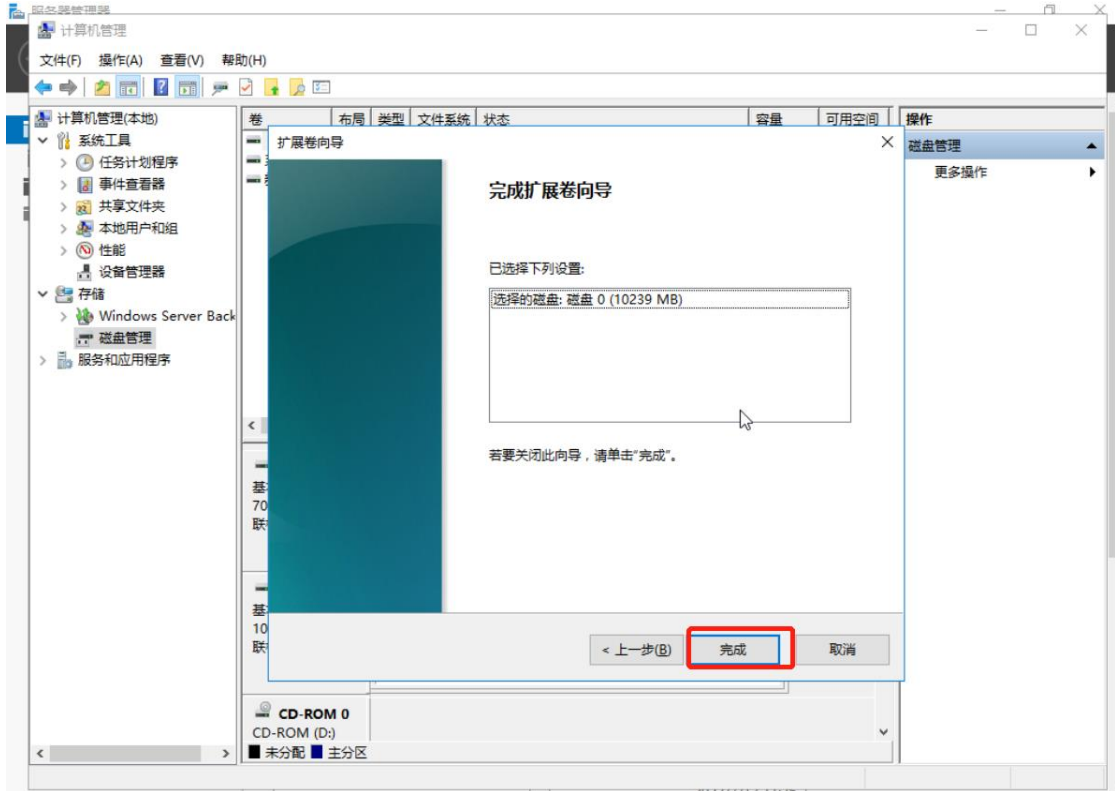 服务器管理器
计算机管理
文件(F) 操作(A) 查看(V) 帮助(H)
计算机管理(本地)
系统工具
任务计划程序
事件查看器
共享文件夹
本地用户和组
性能
设备管理器
存储
Windows Server Back
磁盘管理
服务和应用程序
卷 布局 类型 文件系统 状态 容量 可用空间
扩展卷向导
完成扩展卷向导
已选择下列设置:
选择的磁盘: 磁盘 0 (10239 MB)
若要关闭此向导，请单击"完成"。
< 上一步(B) 完成 取消
基
70
联
基
10
联
CD-ROM 0
CD-ROM (D:)
未分配 主分区
操作
磁盘管理
更多操作